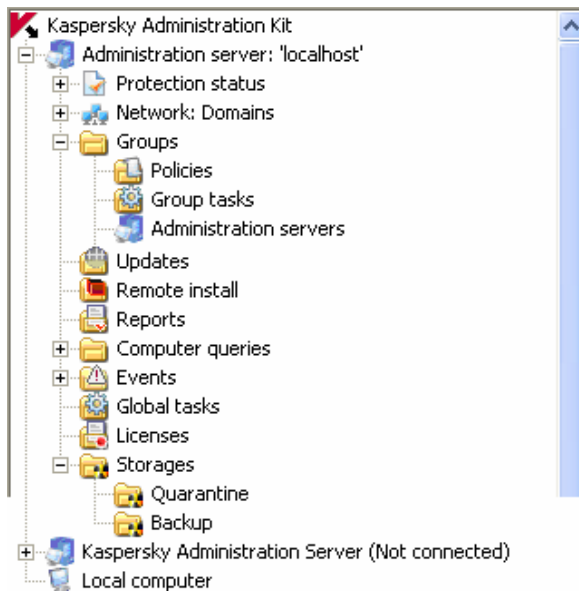 Kaspersky Administration Kit
Administration server: 'localhost'
Protection status
Network: Domains
Groups
Policies
Group tasks
Administration servers
Updates
Remote install
Reports
Computer queries
Events
Global tasks
Licenses
Storages
Quarantine
Backup
Kaspersky Administration Server (Not connected)
Local computer